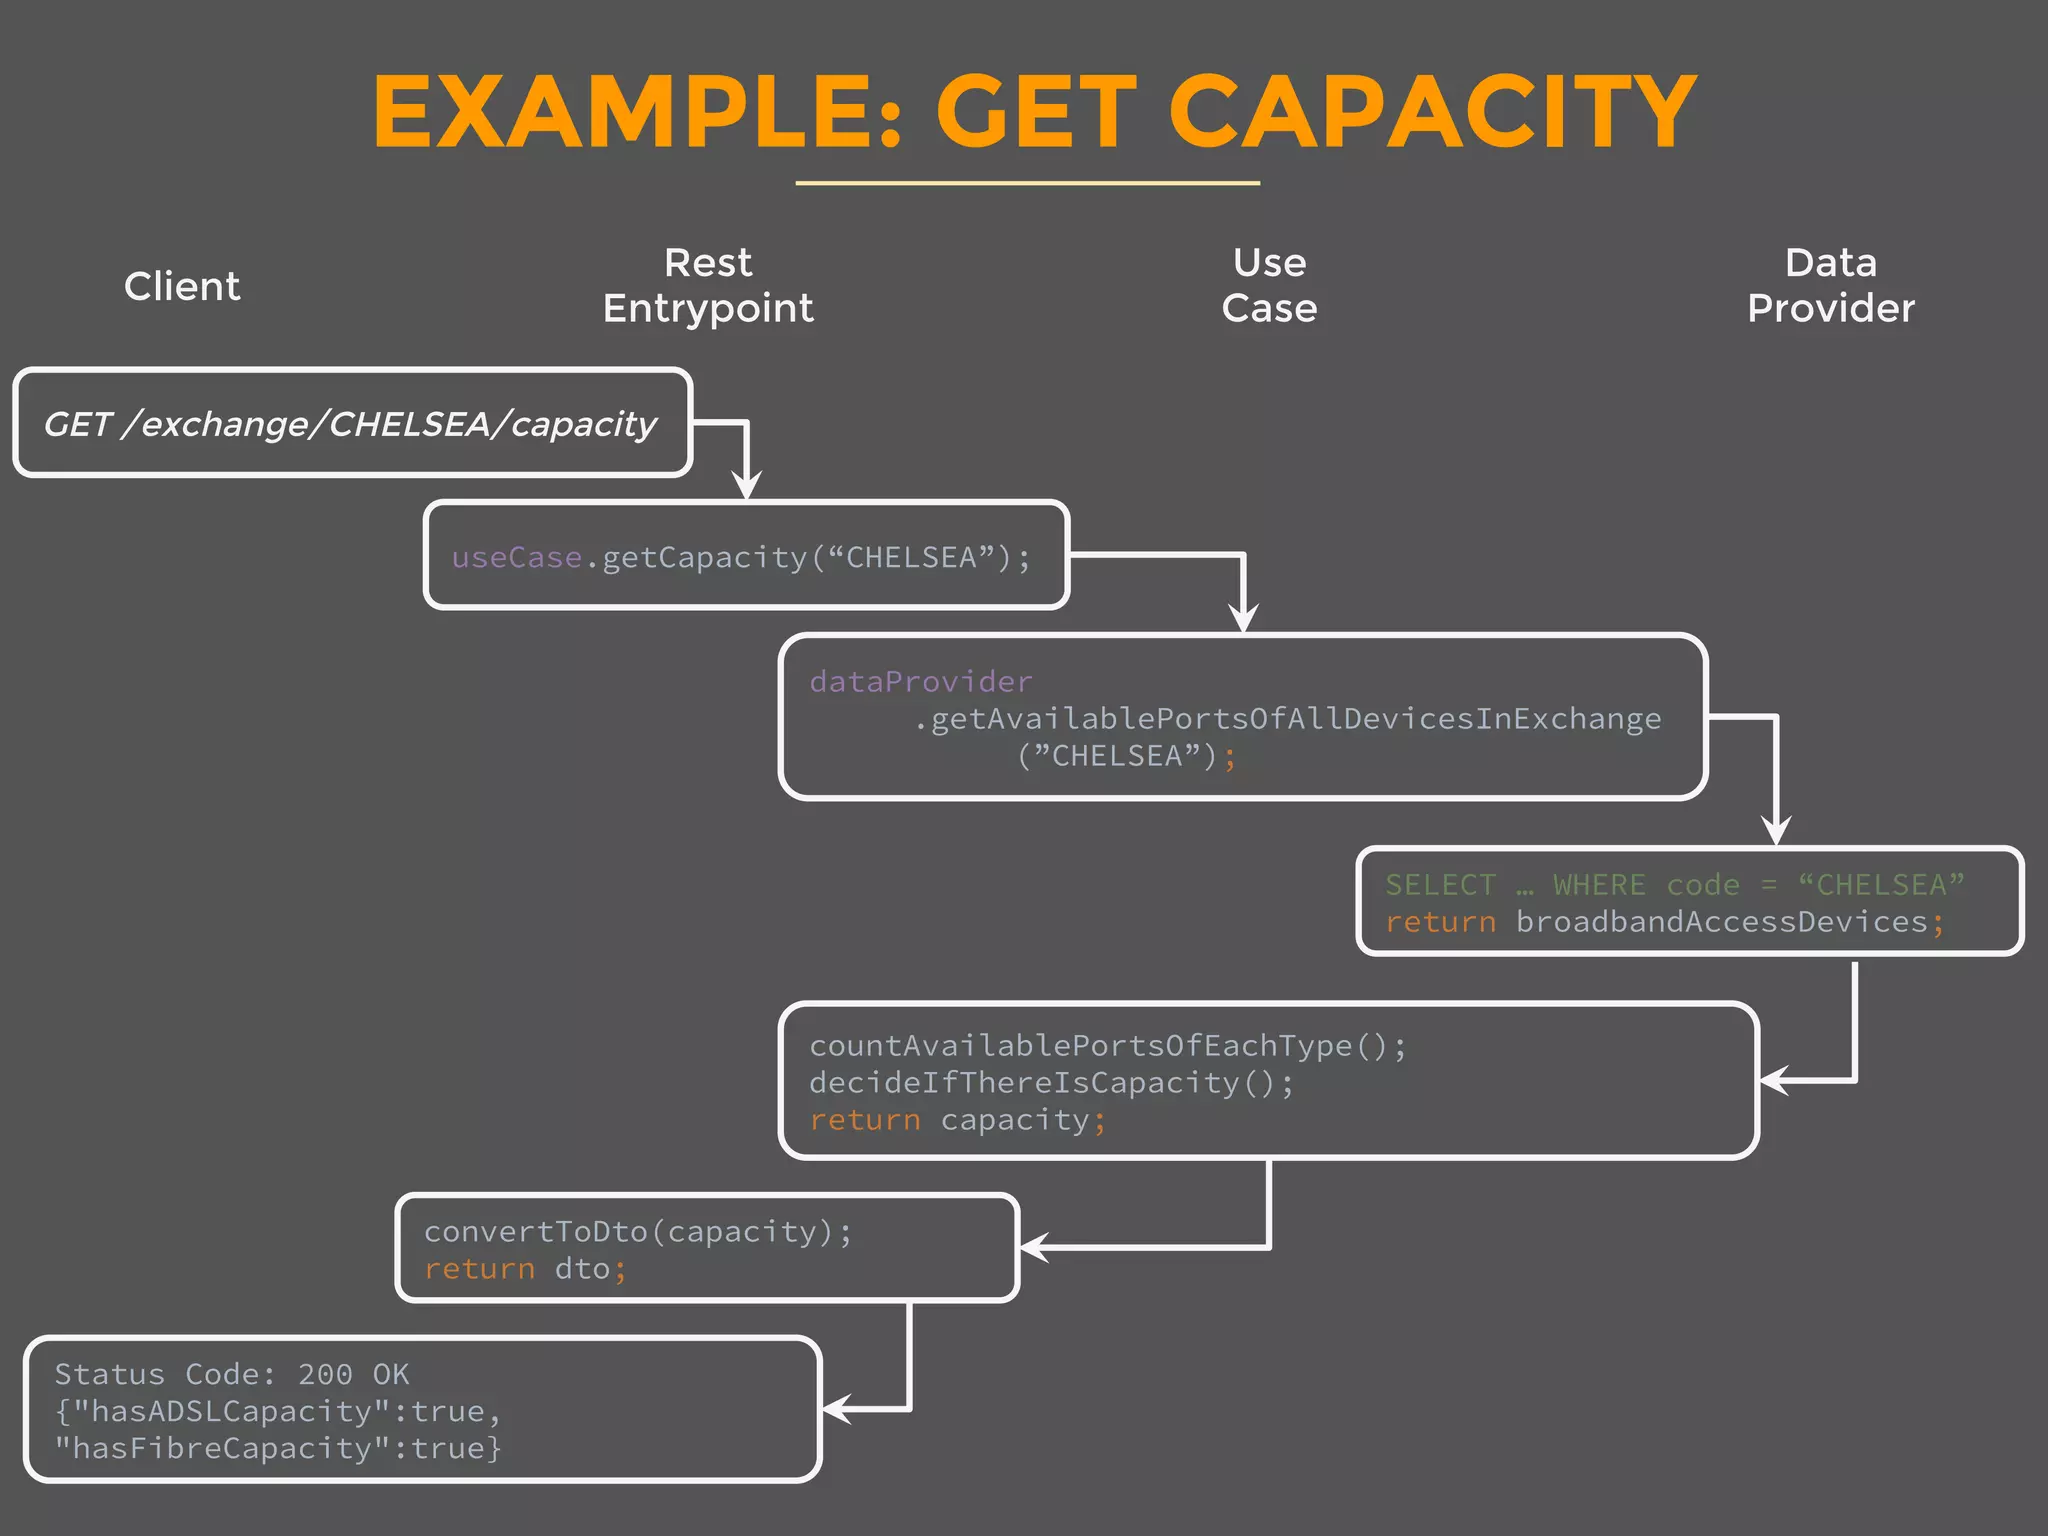 EXAMPLE: GET CAPACITY
Client
Rest
Entrypoint
Use
Case
Data
Provider
GET /exchange/CHELSEA/capacity
useCase.getCapacity(“CHELSEA”);
dataProvider
.getAvailablePortsOfAllDevicesInExchange
(”CHELSEA”);
SELECT … WHERE code = “CHELSEA”
return broadbandAccessDevices;
countAvailablePortsOfEachType();
decideIfThereIsCapacity();
return capacity;
convertToDto(capacity);
return dto;
Status Code: 200 OK
{"hasADSLCapacity":true,
"hasFibreCapacity":true}